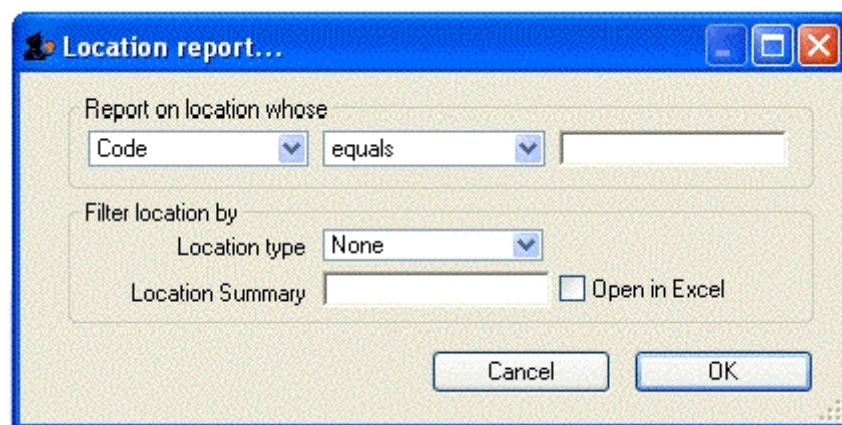 Location report...
Report on location whose
Code equals
Filter location by
Location type None
Location Summary Open in Excel
Cancel OK